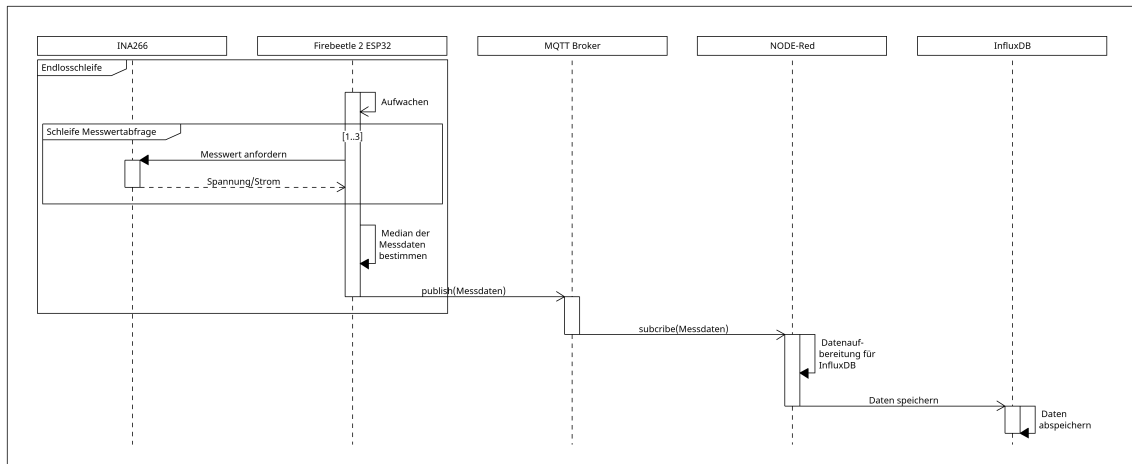 INA266
Firebeetle 2 ESP32
MQTT Broker
NODE-Red
InfluxDB
Endlosschleife
Aufwachen
Schleife Messwertabfrage
[1..3]
Messwert anfordern
Spannung/Strom
Median der
Messdaten
bestimmen
publish(Messdaten)
subcribe(Messdaten)
Datenauf-
bereitung für
InfluxDB
Daten speichern
Daten
abspeichern